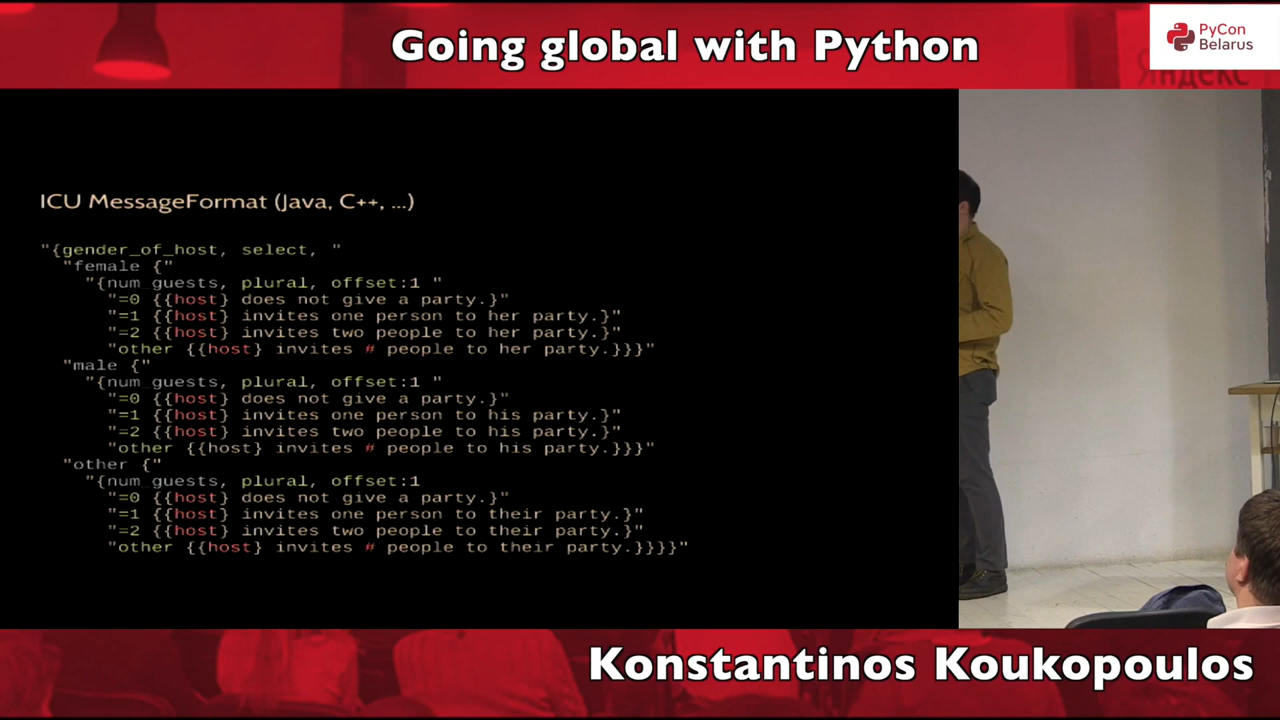 Going global with Python
PyCon
Belarus
Яндекс
ICU MessageFormat (Java, C++, ...)
"{gender_of_host, select, "
"female {"
"{num_guests, plural, offset:1 "
"=0 {{host} does not give a party.}"
"=1 {{host} invites one person to her party.}"
"=2 {{host} invites two people to her party.}"
"other {{host} invites # people to her party.}}}"
"male {"
"{num_guests, plural, offset:1 "
"=0 {{host} does not give a party.}"
"=1 {{host} invites one person to his party.}"
"=2 {{host} invites two people to his party.}"
"other {{host} invites # people to his party.}}}"
"other {"
"{num_guests, plural, offset:1
"=0 {{host} does not give a party.}"
"=1 {{host} invites one person to their party.}"
"=2 {{host} invites two people to their party.}"
"other {{host} invites # people to their party.}}}}"
Konstantinos Koukopoulos